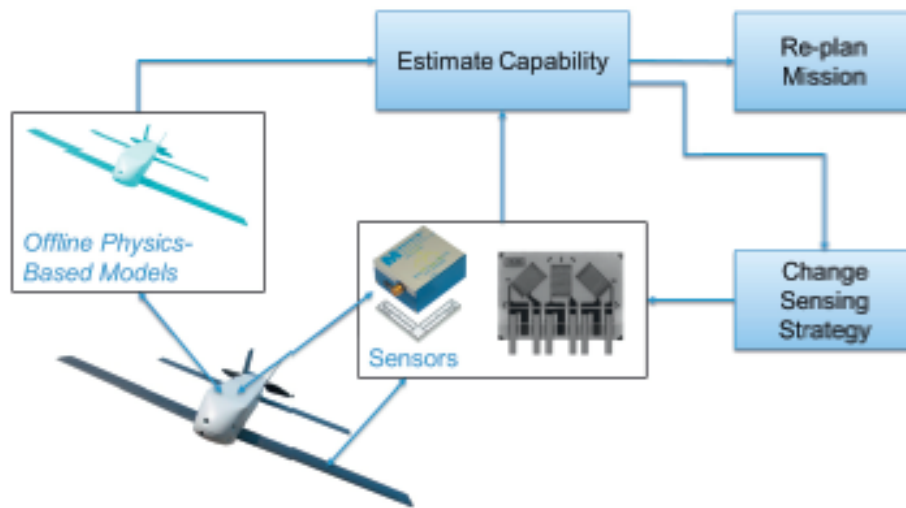 Estimate Capability
Re-plan
Mission
Offline Physics-
Based Models
Sensors
Change
Sensing
Strategy